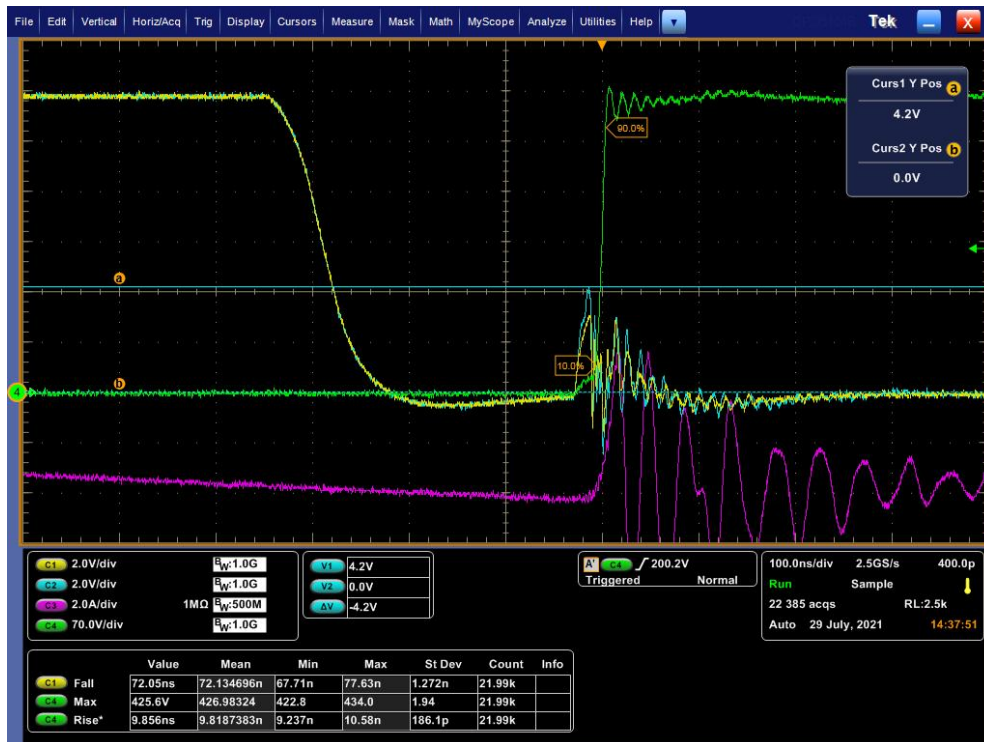 File Edit Vertical Horiz/Acq Trig Display Cursors Measure Mask Math MyScope Analyze Utilities Help Tek X
Curs1 Y Pos a
4.2V
Curs2 Y Pos b
0.0V
90.0%
a
10.0%
b
4
C1 2.0V/div BW:1.0G
C2 2.0V/div BW:1.0G
C3 2.0A/div 1MΩ BW:500M
C4 70.0V/div BW:1.0G
V1 4.2V
V2 0.0V
ΔV -4.2V
A' C4 200.2V
Triggered Normal
100.0ns/div 2.5GS/s 400.0p
Run Sample
22 385 acqs RL:2.5k
Auto 29 July, 2021 14:37:51
Value Mean Min Max St Dev Count Info
C1 Fall 72.05ns 72.134696n 67.71n 77.63n 1.272n 21.99k
C4 Max 425.6V 426.98324 422.8 434.0 1.94 21.99k
C4 Rise* 9.856ns 9.8187383n 9.237n 10.58n 186.1p 21.99k